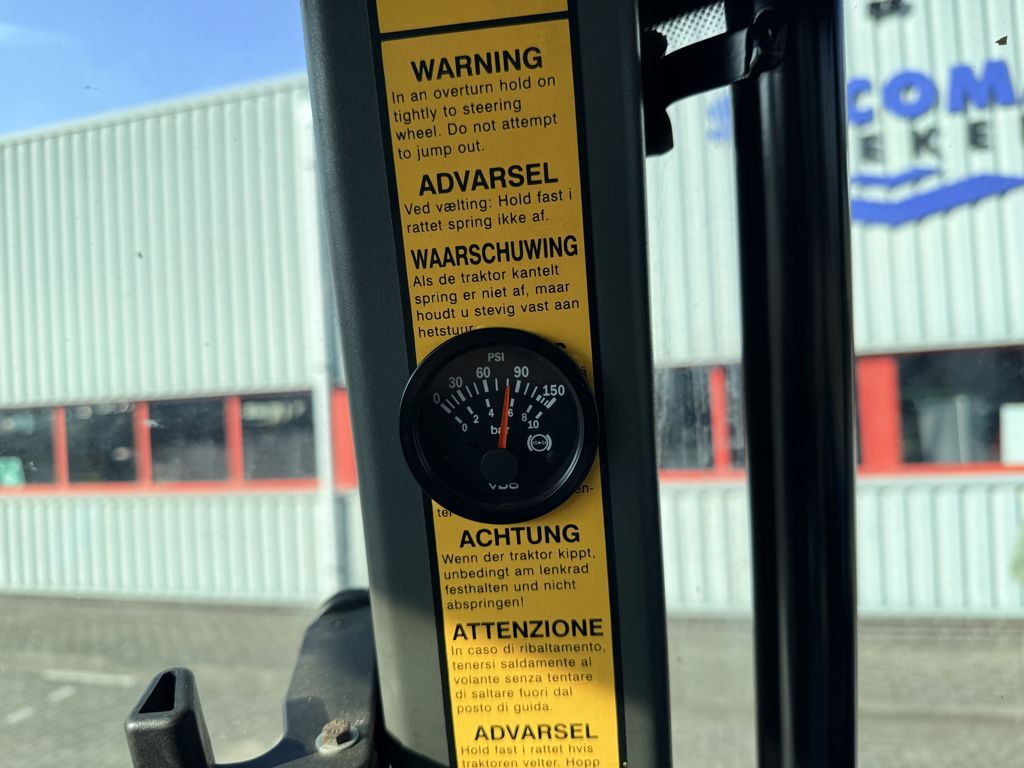 WARNING
In an overturn hold on
tightly to steering
wheel. Do not attempt
to jump out.
ADVARSEL
Ved vælting: Hold fast i
rattet spring ikke af.
WAARSCHUWING
Als de traktor kantelt
spring er niet af, maar
houdt u stevig vast aan
hetstuur
PSI
0 30 60 90 150
0 2 4 6 8 10
bar
VDO
ACHTUNG
Wenn der traktor kippt,
unbedingt am lenkrad
festhalten und nicht
abspringen!
ATTENZIONE
In caso di ribaltamento,
tenersi saldamente al
volante senza tentare
di saltare fuori dal
posto di guida.
ADVARSEL
Hold fast i rattet hvis
traktoren velter. Hopp
COM
EKE